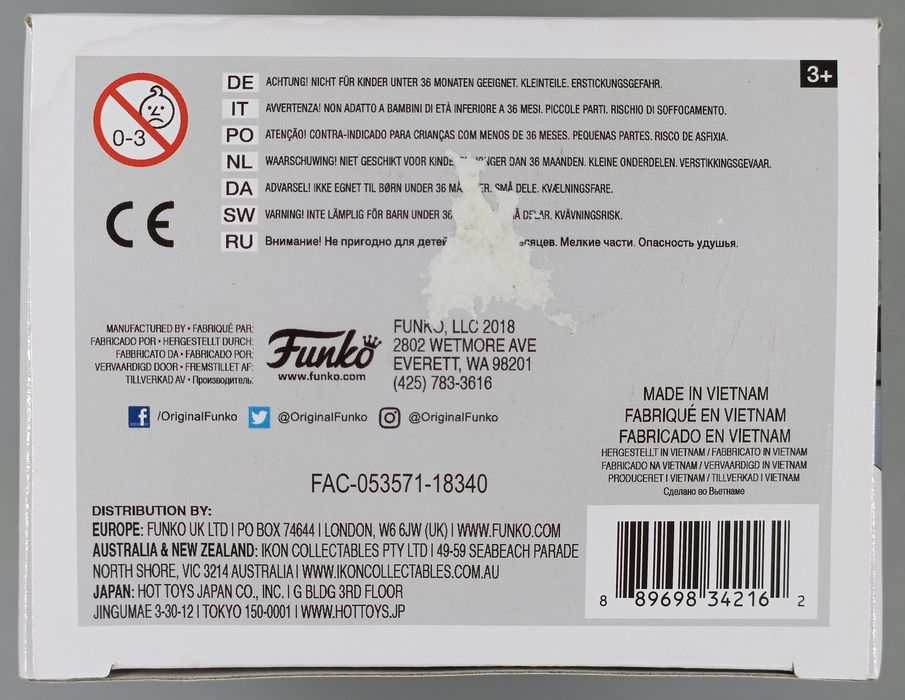 3+
0-3
DE ACHTUNG! NICHT FÜR KINDER UNTER 36 MONATEN GEEIGNET. KLEINTEILE. ERSTICKUNGSGEFAHR.
IT AVVERTENZA! NON ADATTO A BAMBINI DI ETÀ INFERIORE A 36 MESI. PICCOLE PARTI. RISCHIO DI SOFFOCAMENTO.
PO ATENÇÃO! CONTRA-INDICADO PARA CRIANÇAS COM MENOS DE 36 MESES. PEQUENAS PARTES. RISCO DE ASFIXIA.
NL WAARSCHUWING! NIET GESCHIKT VOOR DAN 36 MAANDEN. KLEINE ONDERDELEN. VERSTIKKINGSGEVAAR.
DA ADVARSEL! IKKE EGNET TIL BØRN UNDER 36 SMÅ DELE. KVÆLNINGSFARE.
SW VARNING! INTE LÄMPLIG FÖR BARN UNDER 36 DELAR. KVÄVNINGSRISK.
RU Внимание! Не пригодно для детей Мелкие части. Опасность удушья.
CE
MANUFACTURED BY • FABRIQUÉ PAR:
FABRICADO POR • HERGESTELLT DURCH:
FABBRICATO DA • FABRICADO POR:
VERVAARDIGD DOOR • FREMSTILLET AF:
TILLVERKAD AV • Производитель:
Funko
www.funko.com
FUNKO, LLC 2018
2802 WETMORE AVE
EVERETT, WA 98201
(425) 783-3616
f /OriginalFunko @OriginalFunko @OriginalFunko
MADE IN VIETNAM
FABRIQUÉ EN VIETNAM
FABRICADO EN VIETNAM
HERGESTELLT IN VIETNAM / FABBRICATO IN VIETNAM
FABRICADO NA VIETNAM / VERVAARDIGD IN VIETNAM
PRODUCERET I VIETNAM / TILLVERKAD I VIETNAM
Сделано во Вьетнаме
FAC-053571-18340
DISTRIBUTION BY:
EUROPE: FUNKO UK LTD | PO BOX 74644 | LONDON, W6 6JW (UK) | WWW.FUNKO.COM
AUSTRALIA & NEW ZEALAND: IKON COLLECTABLES PTY LTD | 49-59 SEABEACH PARADE
NORTH SHORE, VIC 3214 AUSTRALIA | WWW.IKONCOLLECTABLES.COM.AU
JAPAN: HOT TOYS JAPAN CO., INC. | G BLDG 3RD FLOOR
JINGUMAE 3-30-12 | TOKYO 150-0001 | WWW.HOTTOYS.JP
8 89698 34216 2